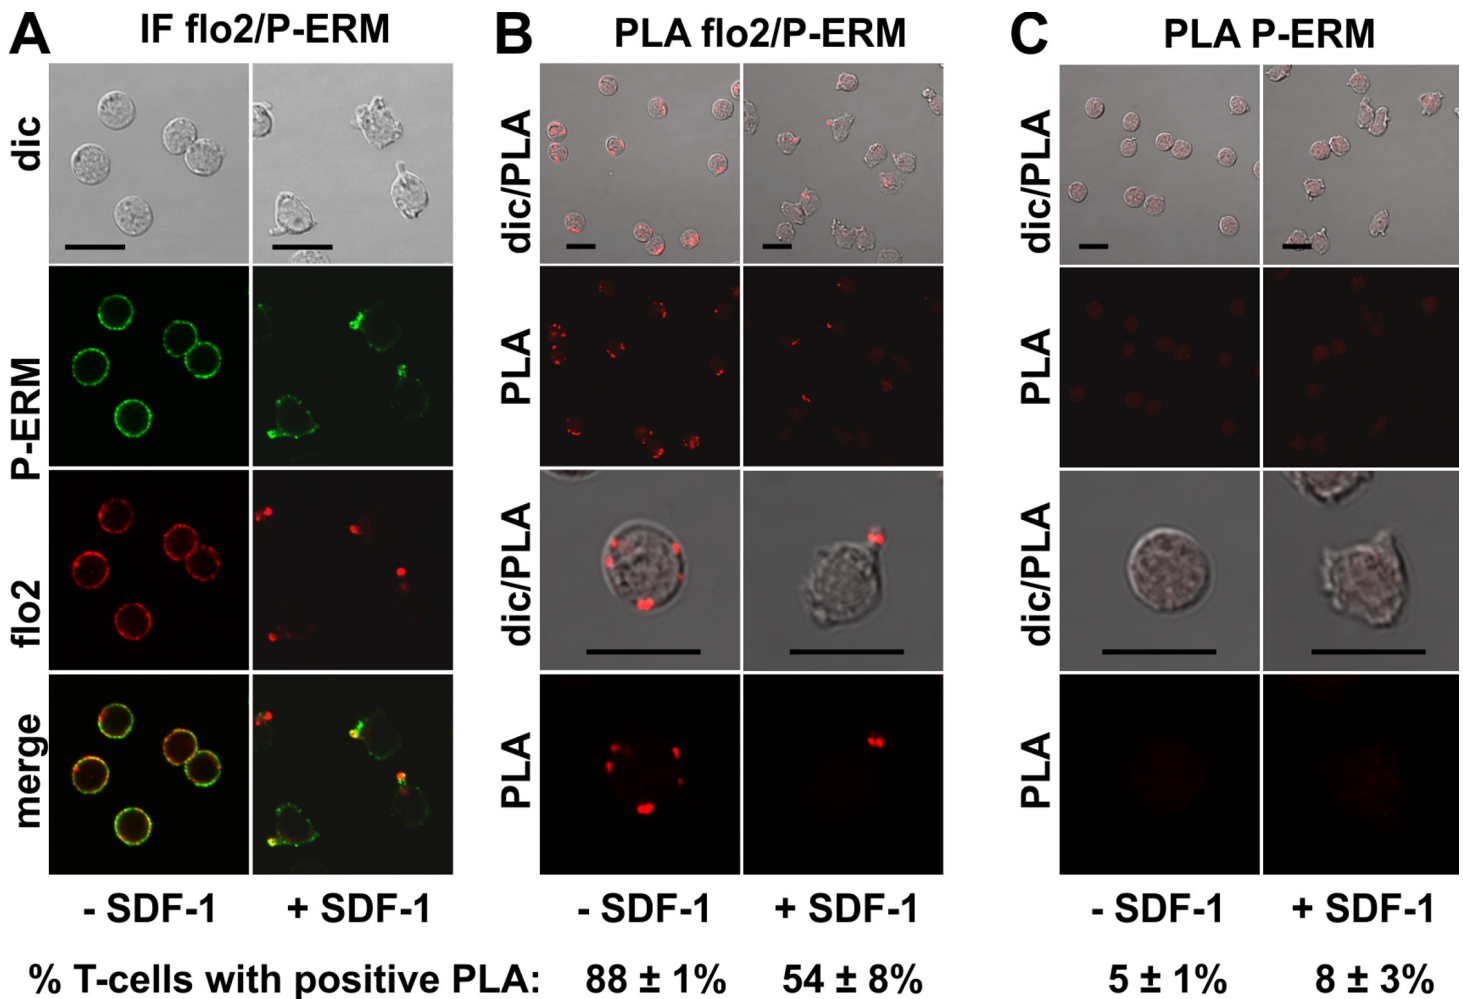 A IF flo2/P-ERM
dic
P-ERM
flo2
merge
- SDF-1 + SDF-1
B PLA flo2/P-ERM
dic/PLA
PLA
dic/PLA
PLA
- SDF-1 + SDF-1
C PLA P-ERM
dic/PLA
PLA
dic/PLA
PLA
- SDF-1 + SDF-1
% T-cells with positive PLA: 88 ± 1% 54 ± 8% 5 ± 1% 8 ± 3%